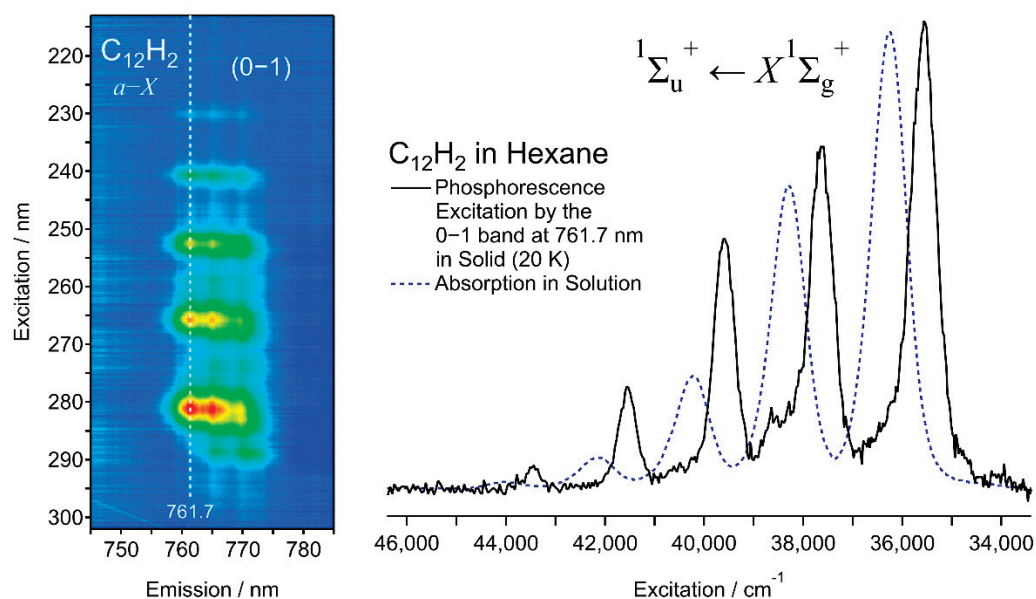 C₁₂H₂
a–X
(0–1)
220
230
240
250
260
270
280
290
300
Excitation / nm
761.7
750
760
770
780
Emission / nm
¹Σᵤ⁺ ← X¹Σg⁺
C₁₂H₂ in Hexane
Phosphorescence
Excitation by the
0–1 band at 761.7 nm
in Solid (20 K)
Absorption in Solution
46,000
44,000
42,000
40,000
38,000
36,000
34,000
Excitation / cm⁻¹